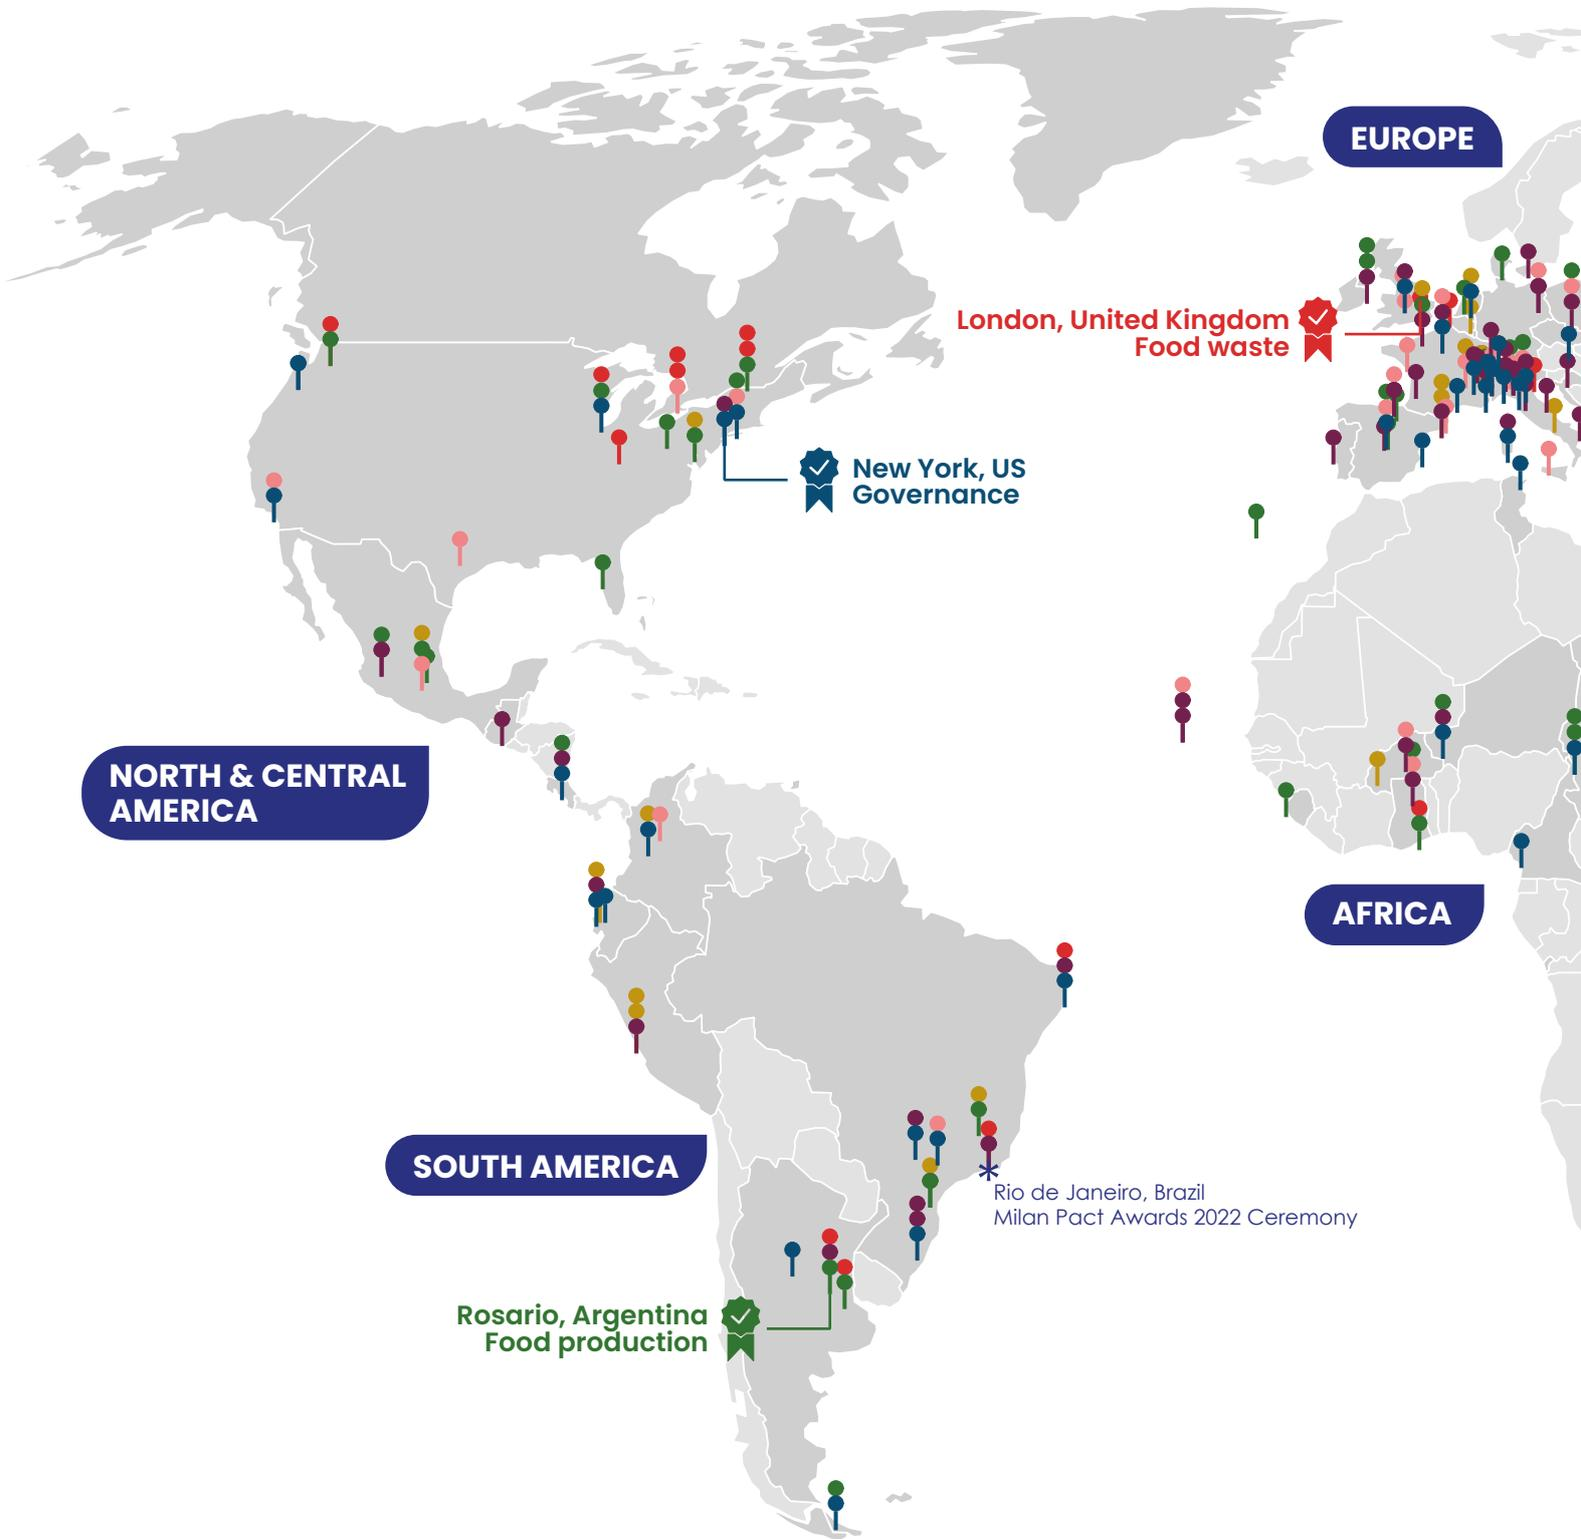 EUROPE
London, United Kingdom
Food waste
New York, US
Governance
NORTH & CENTRAL
AMERICA
AFRICA
SOUTH AMERICA
*
Rio de Janeiro, Brazil
Milan Pact Awards 2022 Ceremony
Rosario, Argentina
Food production